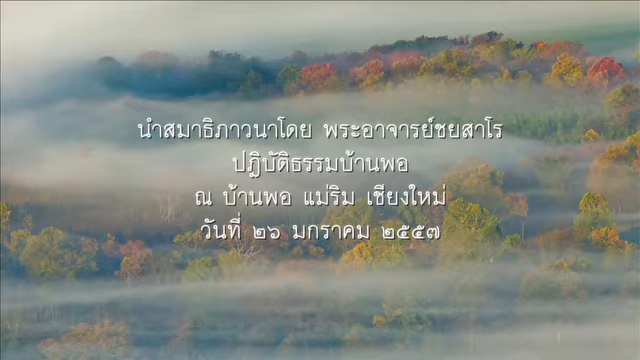 นำสมาธิภาวนาโดย พระอาจารย์ชยสาโร
ปฏิบัติธรรมบ้านพอ
ณ บ้านพอ แม่ริม เชียงใหม่
วันที่ ๒๖ มกราคม ๒๕๕๗